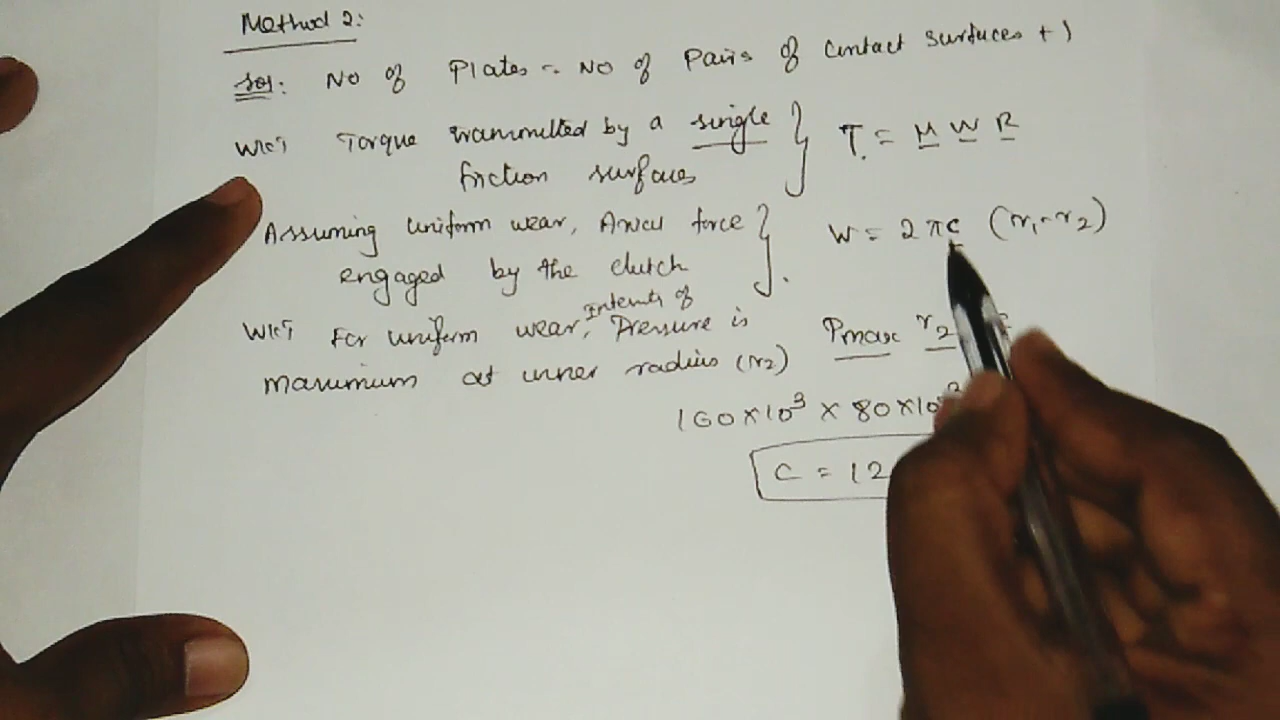 Method 2:
Sol: No of Plates = No of Pairs of Contact Surfaces + 1
WKT Torque transmitted by a single } T = μ W R
friction surfaces
Assuming uniform wear, Axial force } W = 2πc (r1-r2)
engaged by the clutch
Intensity of
WKT For uniform wear, Pressure is Pmax r2
maximum at inner radius (r2)
160×10³ × 80×10
C = 12